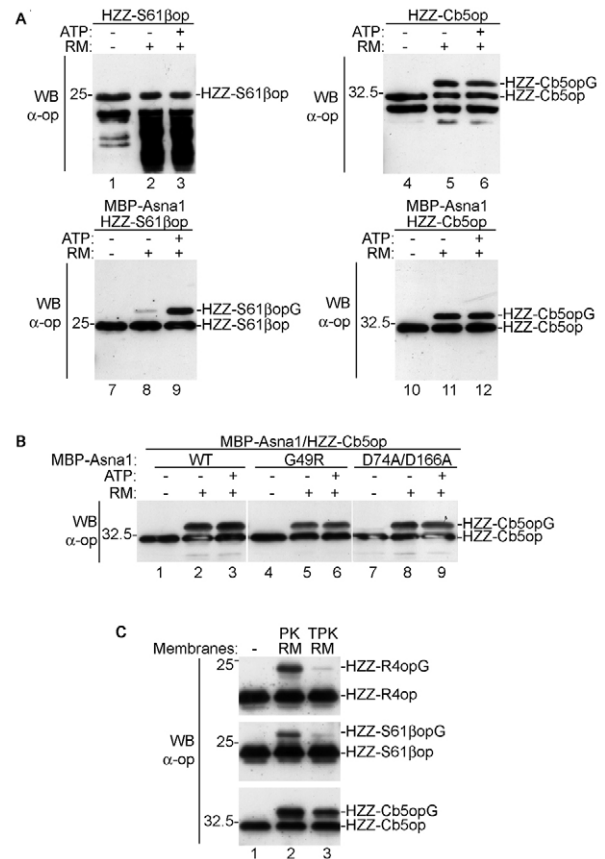 A
HZZ-S61βop
ATP: - - +
RM: - + +
WB
α-op
25-
-HZZ-S61βop
1 2 3
HZZ-Cb5op
ATP: - - +
RM: - + +
WB
α-op
32.5-
-HZZ-Cb5opG
-HZZ-Cb5op
4 5 6
MBP-Asna1
HZZ-S61βop
ATP: - - +
RM: - + +
WB
α-op
25-
-HZZ-S61βopG
-HZZ-S61βop
7 8 9
MBP-Asna1
HZZ-Cb5op
ATP: - - +
RM: - + +
WB
α-op
32.5-
-HZZ-Cb5opG
-HZZ-Cb5op
10 11 12
B
MBP-Asna1/HZZ-Cb5op
MBP-Asna1: WT G49R D74A/D166A
ATP: - - + - - + - - +
RM: - + + - + + - + +
WB
α-op
32.5-
-HZZ-Cb5opG
-HZZ-Cb5op
1 2 3 4 5 6 7 8 9
C
PK TPK
Membranes: - RM RM
WB
α-op
25-
-HZZ-R4opG
-HZZ-R4op
25-
-HZZ-S61βopG
-HZZ-S61βop
32.5-
-HZZ-Cb5opG
-HZZ-Cb5op
1 2 3